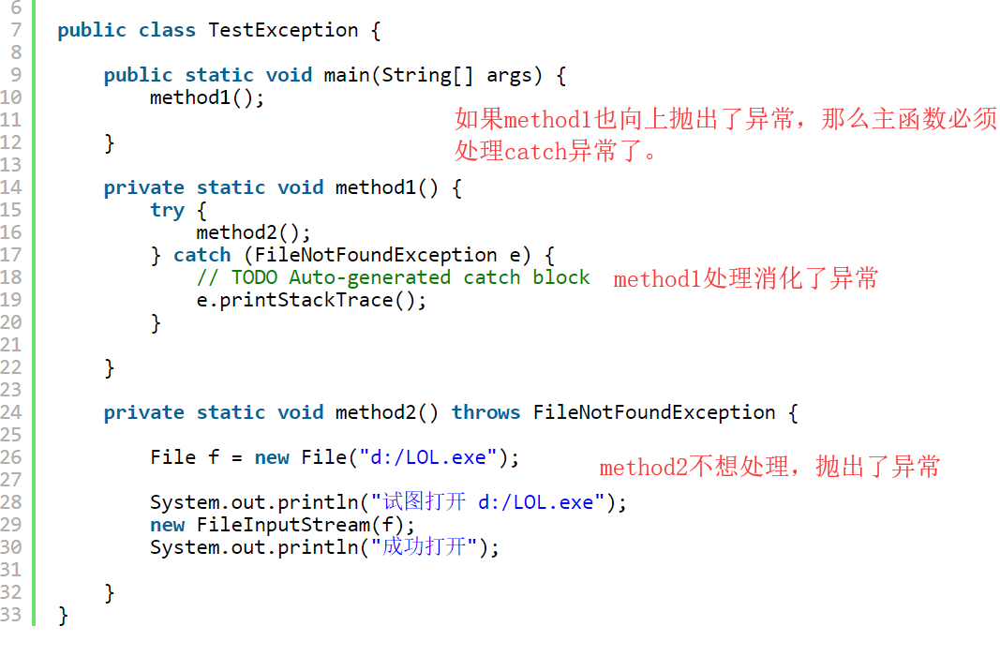 6
7 public class TestException {
8
9 public static void main(String[] args) {
10 method1();
11 如果method1也向上抛出了异常，那么主函数必须
12 }
处理catch异常了。
13
14 private static void method1() {
15 try {
16 method2();
17 } catch (FileNotFoundException e) {
18 // TODO Auto-generated catch block method1处理消化了异常
19 e.printStackTrace();
20 }
21
22 }
23
24 private static void method2() throws FileNotFoundException {
25
26 File f = new File("d:/LOL.exe");
method2不想处理，抛出了异常
27
28 System.out.println("试图打开 d:/LOL.exe");
29 new FileInputStream(f);
30 System.out.println("成功打开");
31
32 }
33 }